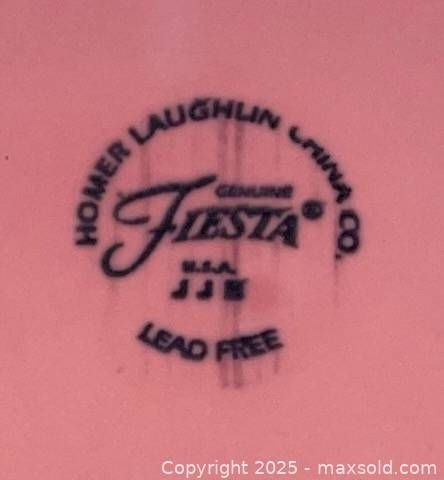 HOMER LAUGHLIN CHINA CO.
GENUINE
FIESTA®
U.S.A.
LEAD FREE
Copyright © 2025 - maxsold.com